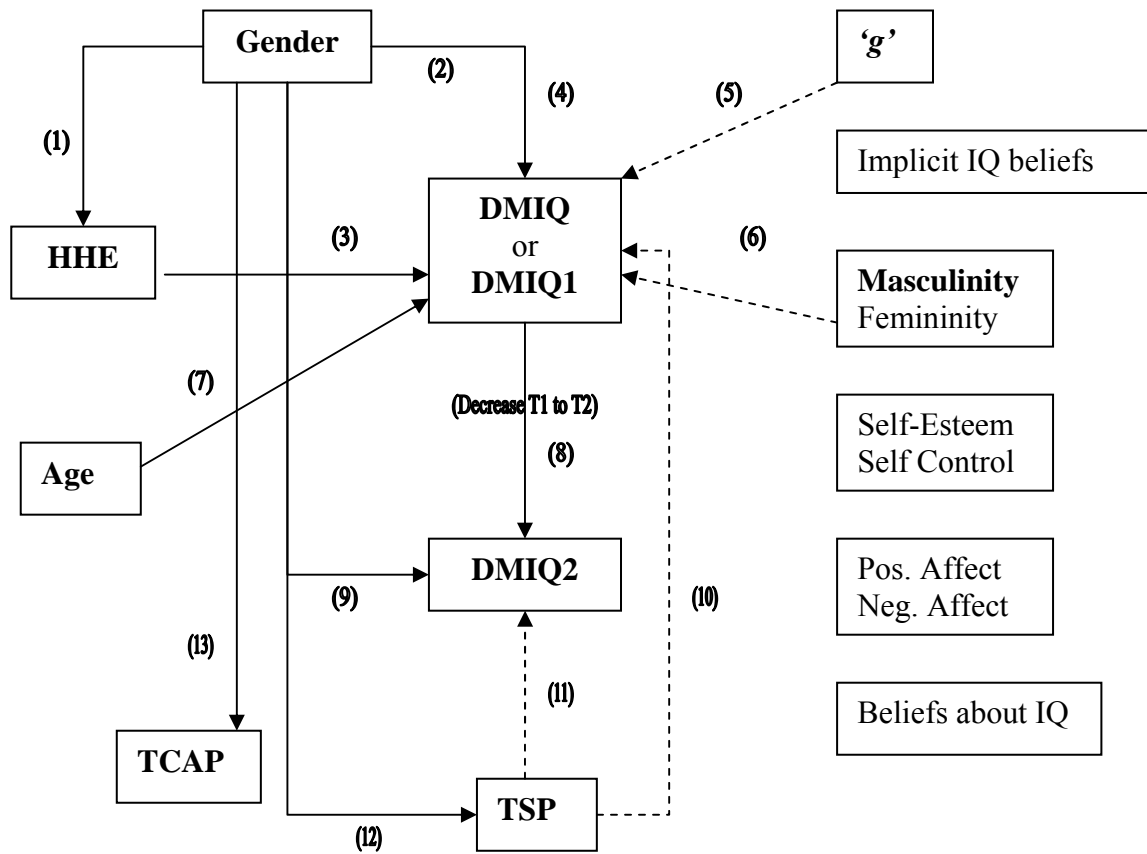 Gender
‘g’
(2)
(4)
(5)
(1)
Implicit IQ beliefs
DMIQ
or
DMIQ1
HHE
(3)
(6)
Masculinity
Femininity
(7)
(Decrease T1 to T2)
Self-Esteem
Self Control
(8)
Age
DMIQ2
Pos. Affect
Neg. Affect
(9)
(10)
(13)
(11)
Beliefs about IQ
TCAP
TSP
(12)